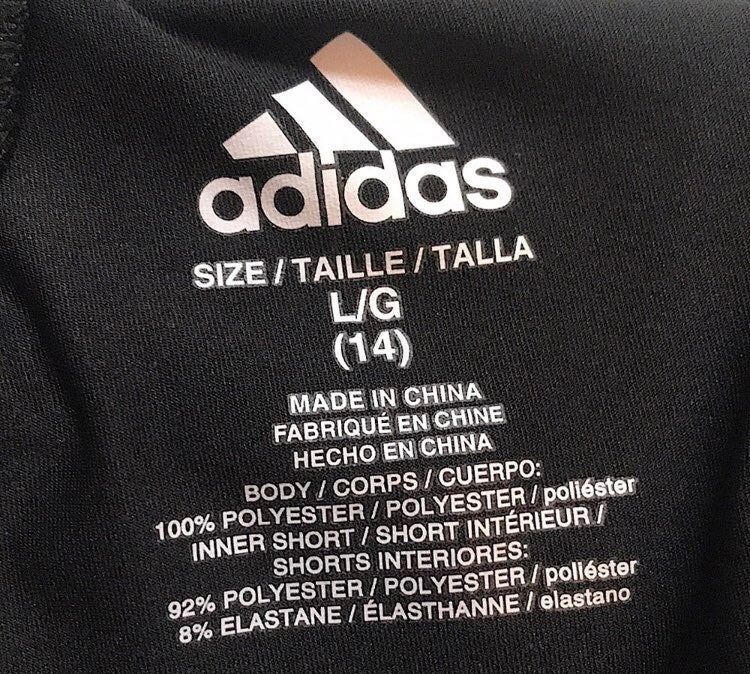 adidas
SIZE / TAILLE / TALLA
L/G
(14)
MADE IN CHINA
FABRIQUÉ EN CHINE
HECHO EN CHINA
BODY / CORPS / CUERPO:
100% POLYESTER / POLYESTER / poliéster
INNER SHORT / SHORT INTÉRIEUR /
SHORTS INTERIORES:
92% POLYESTER / POLYESTER / poliéster
8% ELASTANE / ÉLASTHANNE / elastano